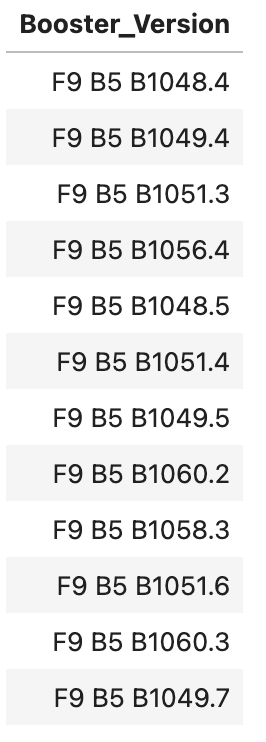 Booster_Version
F9 B5 B1048.4
F9 B5 B1049.4
F9 B5 B1051.3
F9 B5 B1056.4
F9 B5 B1048.5
F9 B5 B1051.4
F9 B5 B1049.5
F9 B5 B1060.2
F9 B5 B1058.3
F9 B5 B1051.6
F9 B5 B1060.3
F9 B5 B1049.7